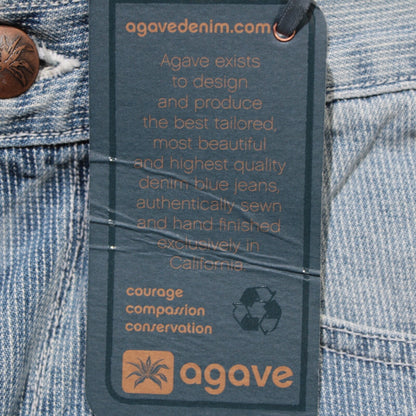 agavedenim.com
Agave exists
to design
and produce
the best tailored,
most beautiful
and highest quality
denim blue jeans,
authentically sewn
and hand finished
exclusively in
California.
courage
compassion
conservation
agave